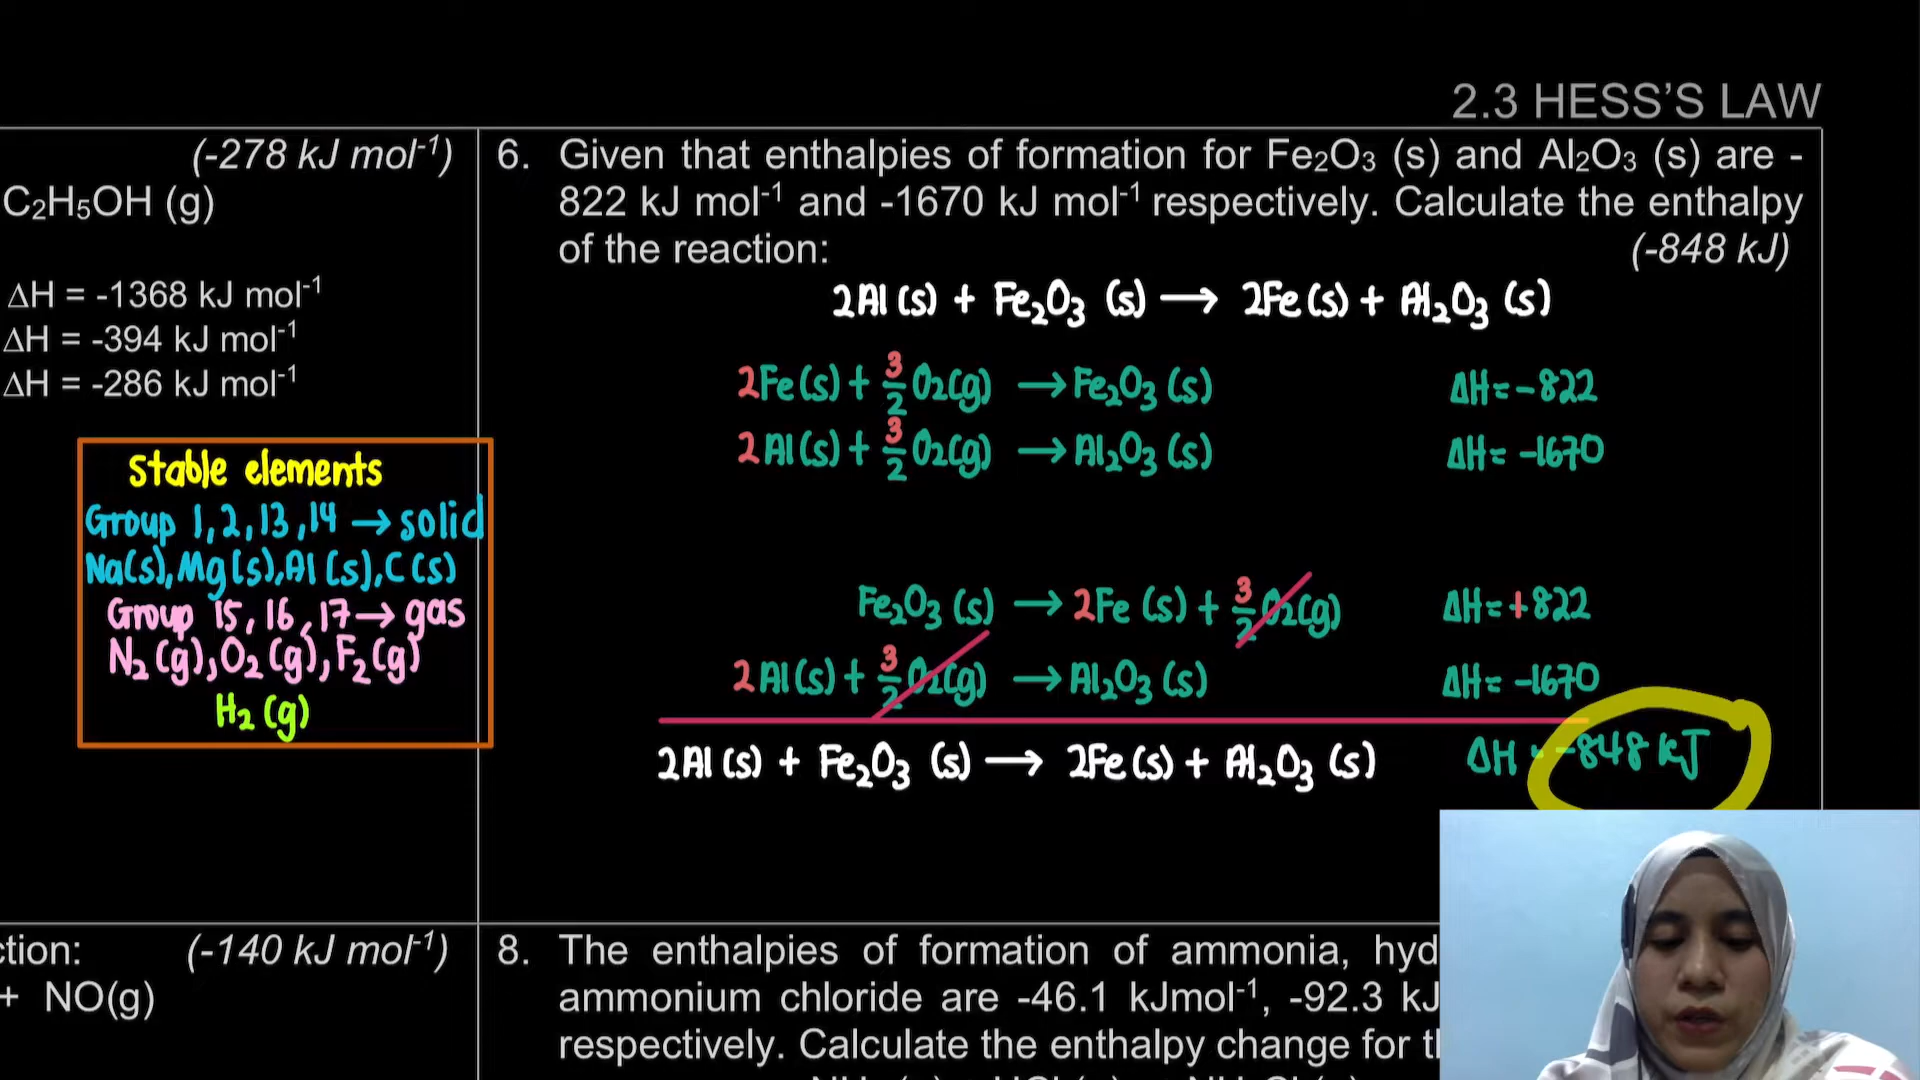 2.3 HESS'S LAW
(-278 kJ mol⁻¹)
C₂H₅OH (g)
ΔH = -1368 kJ mol⁻¹
ΔH = -394 kJ mol⁻¹
ΔH = -286 kJ mol⁻¹
Stable elements
Group 1,2,13,14 → solid
Na(s),Mg(s),Al(s),C(s)
Group 15, 16, 17 → gas
N₂(g),O₂(g),F₂(g)
H₂(g)
ction: (-140 kJ mol⁻¹)
+ NO(g)
6. Given that enthalpies of formation for Fe₂O₃ (s) and Al₂O₃ (s) are -
822 kJ mol⁻¹ and -1670 kJ mol⁻¹ respectively. Calculate the enthalpy
of the reaction: (-848 kJ)
2Al(s) + Fe₂O₃ (s) → 2Fe(s) + Al₂O₃ (s)
2Fe(s) + 3/2 O₂(g) → Fe₂O₃ (s) ΔH = -822
2Al(s) + 3/2 O₂(g) → Al₂O₃ (s) ΔH = -1670
Fe₂O₃ (s) → 2Fe (s) + 3/2 O₂(g) ΔH = +822
2Al(s) + 3/2 O₂(g) → Al₂O₃ (s) ΔH = -1670
2Al(s) + Fe₂O₃ (s) → 2Fe(s) + Al₂O₃ (s) ΔH = -848 kJ
8. The enthalpies of formation of ammonia, hyd
ammonium chloride are -46.1 kJmol⁻¹, -92.3 kJ
respectively. Calculate the enthalpy change for